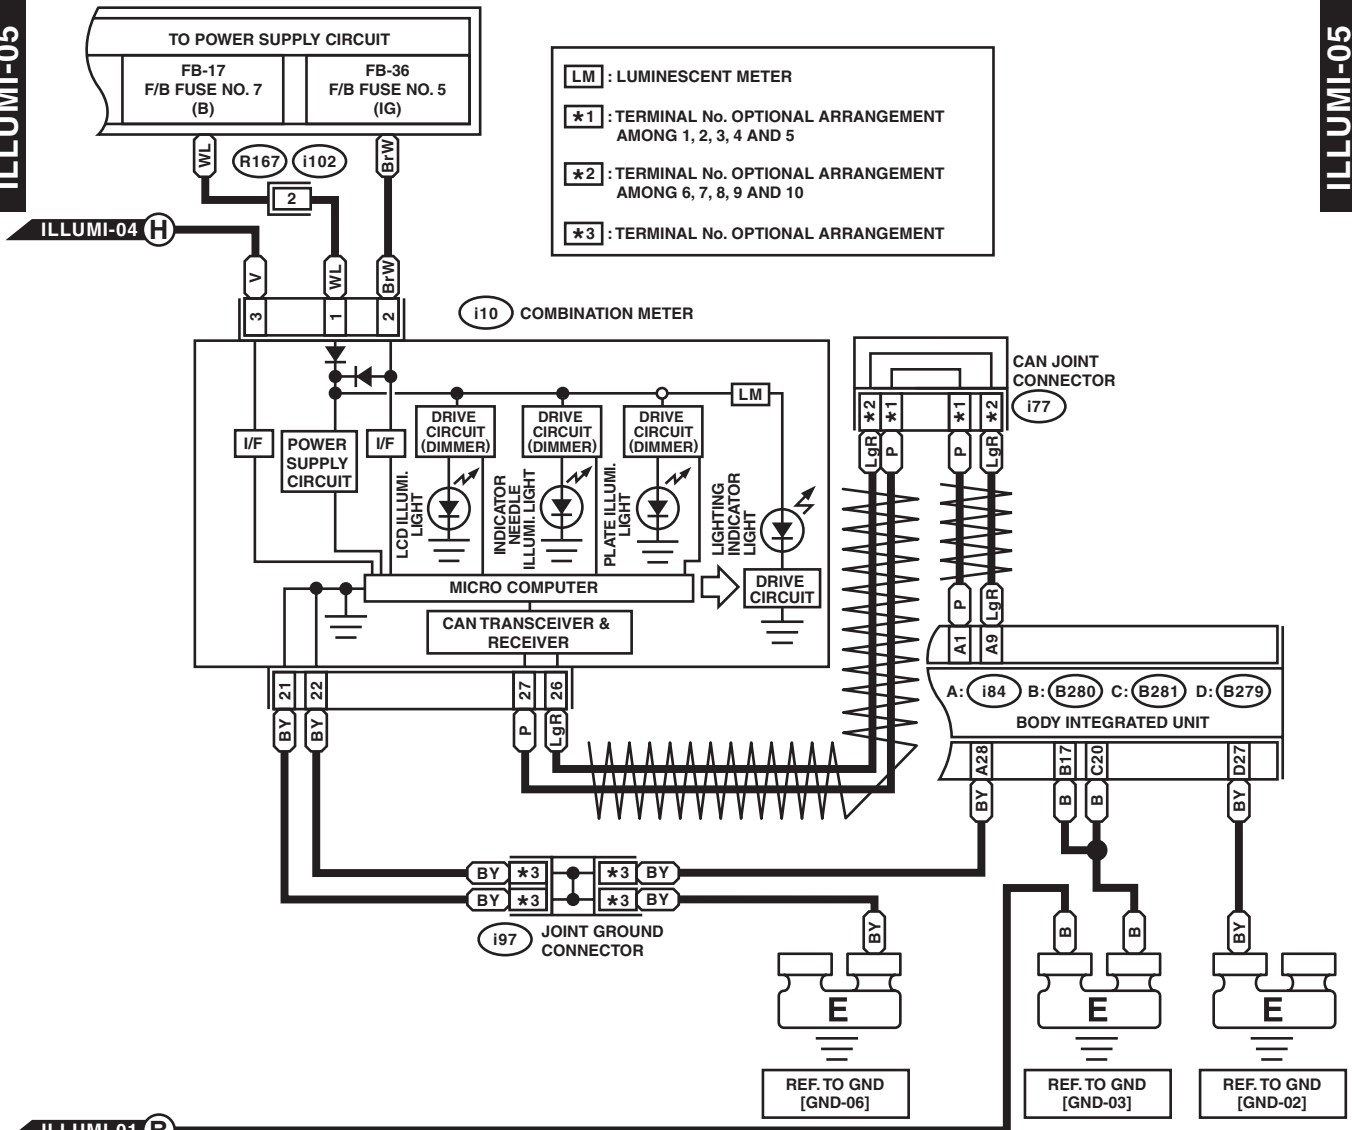 ILLUMI-05
ILLUMI-05
TO POWER SUPPLY CIRCUIT
FB-17
F/B FUSE NO. 7
(B)
FB-36
F/B FUSE NO. 5
(IG)
LM : LUMINESCENT METER
*1 : TERMINAL No. OPTIONAL ARRANGEMENT
AMONG 1, 2, 3, 4 AND 5
*2 : TERMINAL No. OPTIONAL ARRANGEMENT
AMONG 6, 7, 8, 9 AND 10
*3 : TERMINAL No. OPTIONAL ARRANGEMENT
WL
R167
i102
BrW
2
ILLUMI-04 H
V
WL
BrW
3
1
2
i10 COMBINATION METER
CAN JOINT
CONNECTOR
i77
LM
*2
*1
*1
*2
LgR
P
P
LgR
I/F
POWER
SUPPLY
CIRCUIT
I/F
DRIVE
CIRCUIT
(DIMMER)
DRIVE
CIRCUIT
(DIMMER)
DRIVE
CIRCUIT
(DIMMER)
LCD ILLUMI.
LIGHT
INDICATOR
NEEDLE
ILLUMI. LIGHT
PLATE ILLUMI.
LIGHT
LIGHTING
INDICATOR
LIGHT
MICRO COMPUTER
DRIVE
CIRCUIT
CAN TRANSCEIVER &
RECEIVER
P
LgR
A1
A9
21
22
27
26
BY
BY
P
LgR
A: i84 B: B280 C: B281 D: B279
BODY INTEGRATED UNIT
A28
B17
C20
D27
BY
B
B
BY
BY *3 *3 BY
BY *3 *3 BY
i97
JOINT GROUND
CONNECTOR
BY
B
B
BY
E
E
E
REF. TO GND
[GND-06]
REF. TO GND
[GND-03]
REF. TO GND
[GND-02]
ILLUMI-01 B